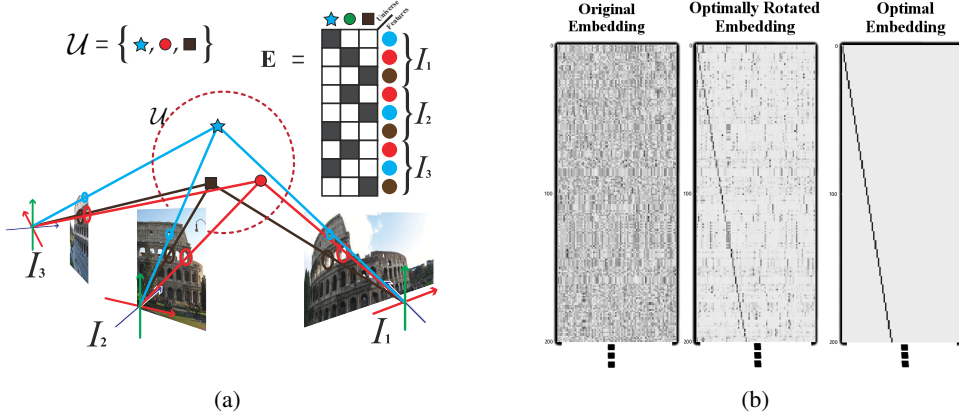 𝒰 = { , , }
E =
Universe
Features
I1
I2
I3
𝒰
I3
I2
I1
(a)
Original
Embedding
Optimally Rotated
Embedding
Optimal
Embedding
0
100
200
0
100
200
0
100
200
(b)